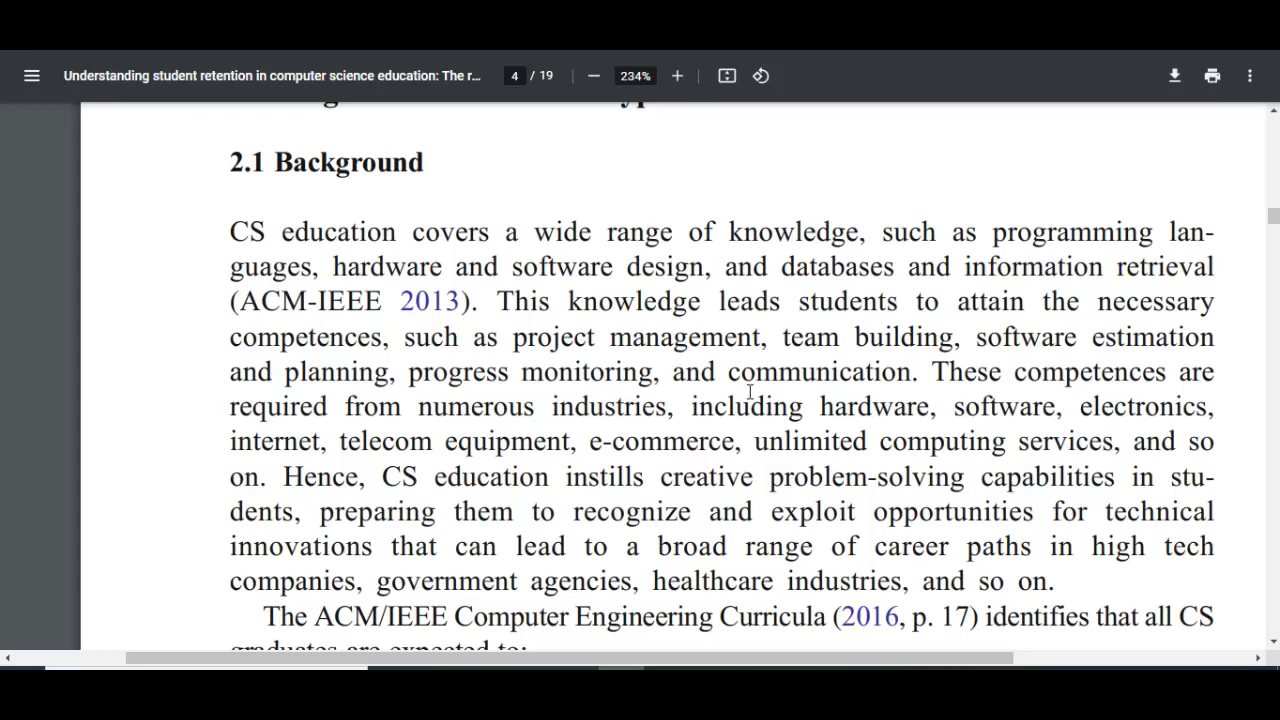 Understanding student retention in computer science education: The r...
4 / 19
234%
2.1 Background
CS education covers a wide range of knowledge, such as programming lan-
guages, hardware and software design, and databases and information retrieval
(ACM-IEEE 2013). This knowledge leads students to attain the necessary
competences, such as project management, team building, software estimation
and planning, progress monitoring, and communication. These competences are
required from numerous industries, including hardware, software, electronics,
internet, telecom equipment, e-commerce, unlimited computing services, and so
on. Hence, CS education instills creative problem-solving capabilities in stu-
dents, preparing them to recognize and exploit opportunities for technical
innovations that can lead to a broad range of career paths in high tech
companies, government agencies, healthcare industries, and so on.
The ACM/IEEE Computer Engineering Curricula (2016, p. 17) identifies that all CS
graduates are expected to: